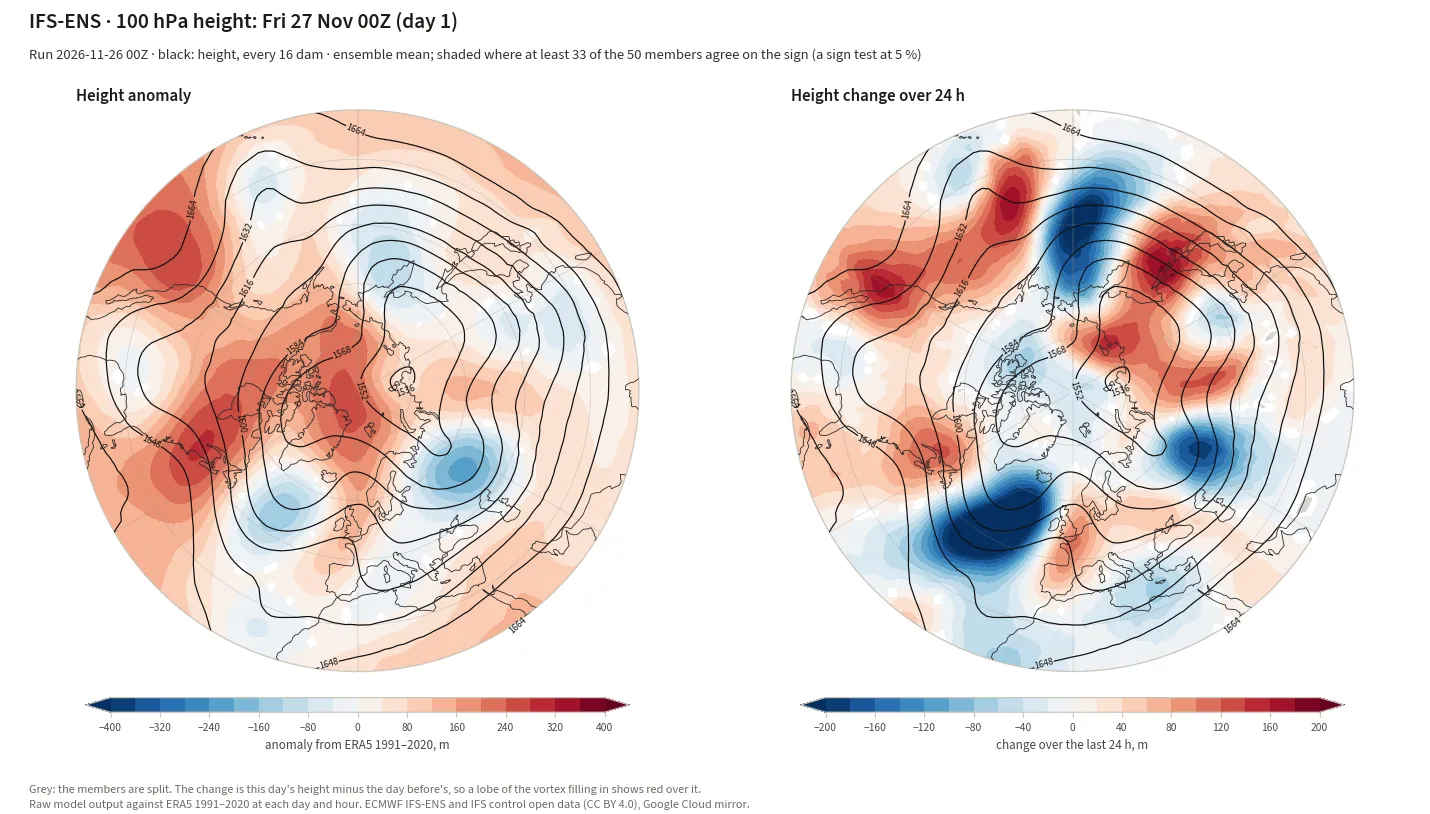 IFS-ENS · 100 hPa height: Fri 27 Nov 00Z (day 1)
Run 2026-11-26 00Z · black: height, every 16 dam · ensemble mean; shaded where at least 33 of the 50 members agree on the sign (a sign test at 5 %)
Height anomaly
Height change over 24 h
1664
1664
1632
1616
1584
1568
1552
1536
1600
1648
1664
1648
1664
1664
1632
1616
1584
1568
1552
1536
1600
1648
1664
1648
−400 −320 −240 −160 −80 0 80 160 240 320 400
anomaly from ERA5 1991–2020, m
−200 −160 −120 −80 −40 0 40 80 120 160 200
change over the last 24 h, m
Grey: the members are split. The change is this day's height minus the day before's, so a lobe of the vortex filling in shows red over it.
Raw model output against ERA5 1991–2020 at each day and hour. ECMWF IFS-ENS and IFS control open data (CC BY 4.0), Google Cloud mirror.